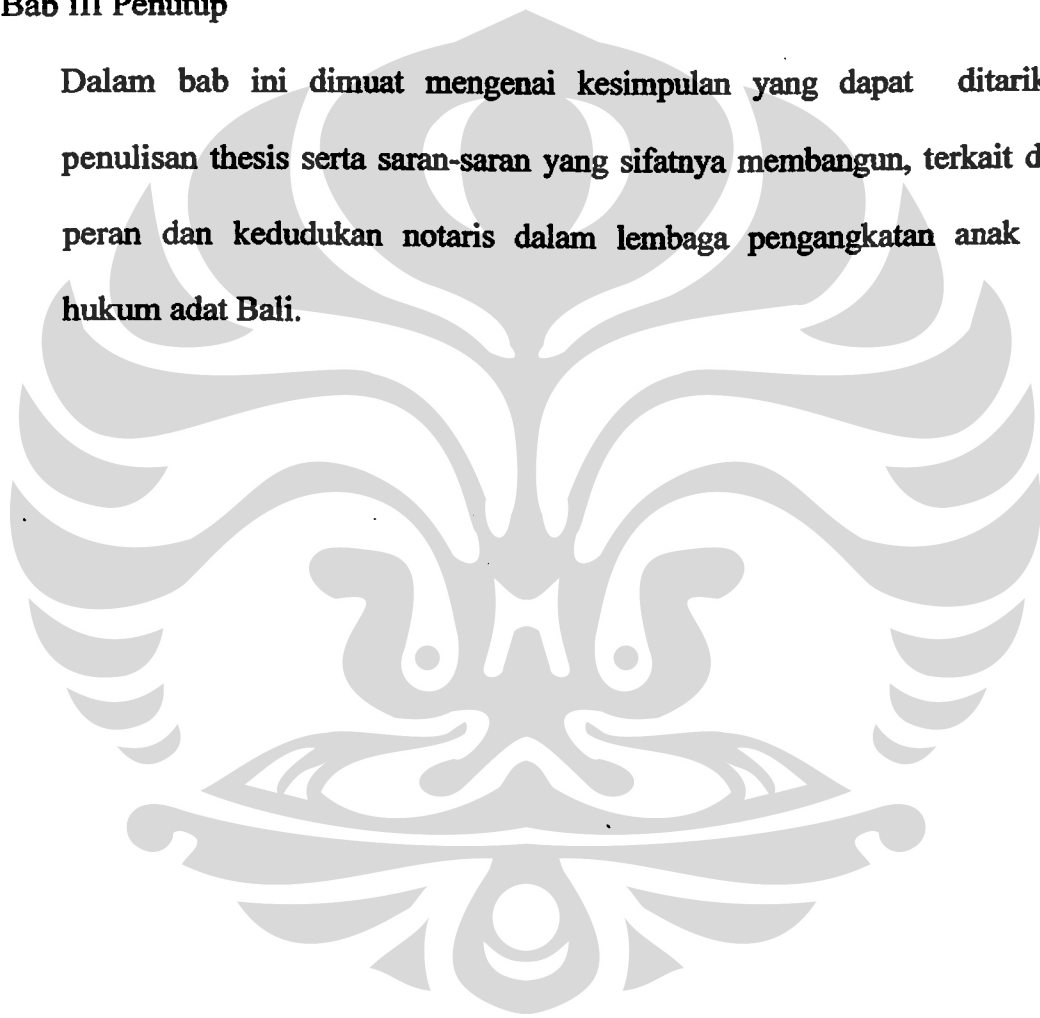 Bab III Penutup
Dalam bab ini dimuat mengenai kesimpulan yang dapat ditarik
penulisan thesis serta saran-saran yang sifatnya membangun, terkait
peran dan kedudukan notaris dalam lembaga pengangkatan anak
hukum adat Bali.